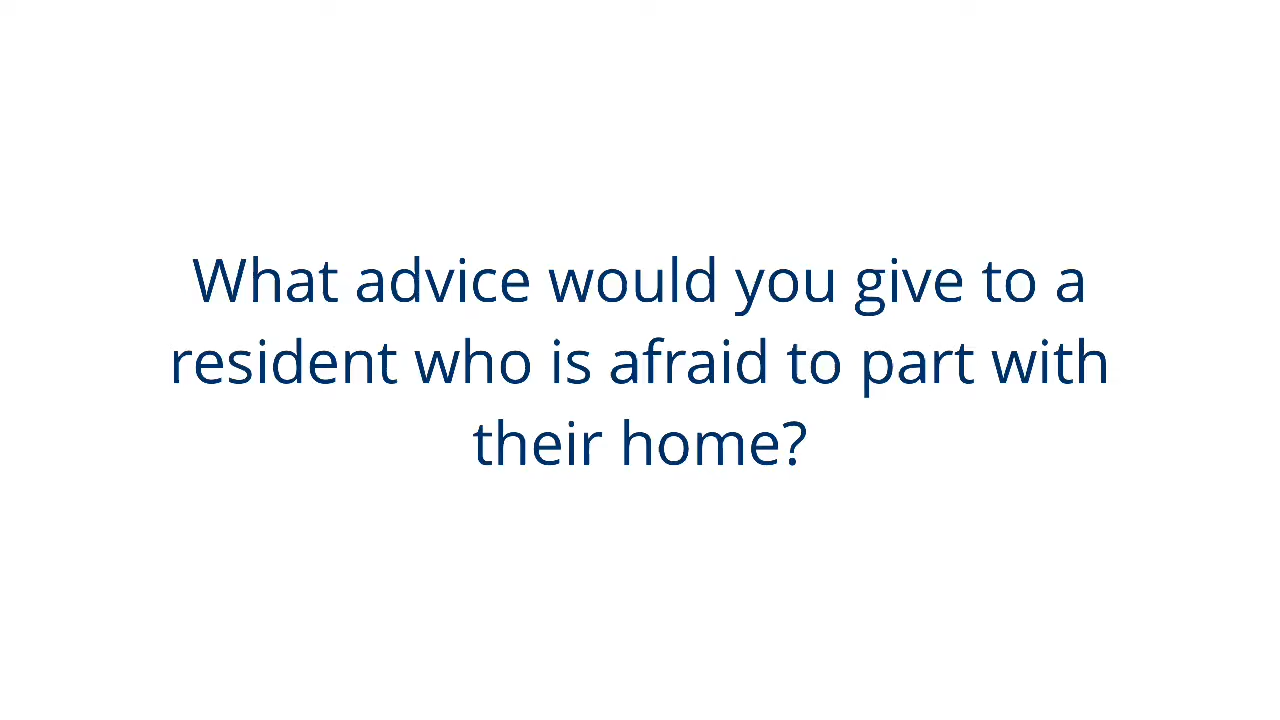 What advice would you give to a
resident who is afraid to part with
their home?